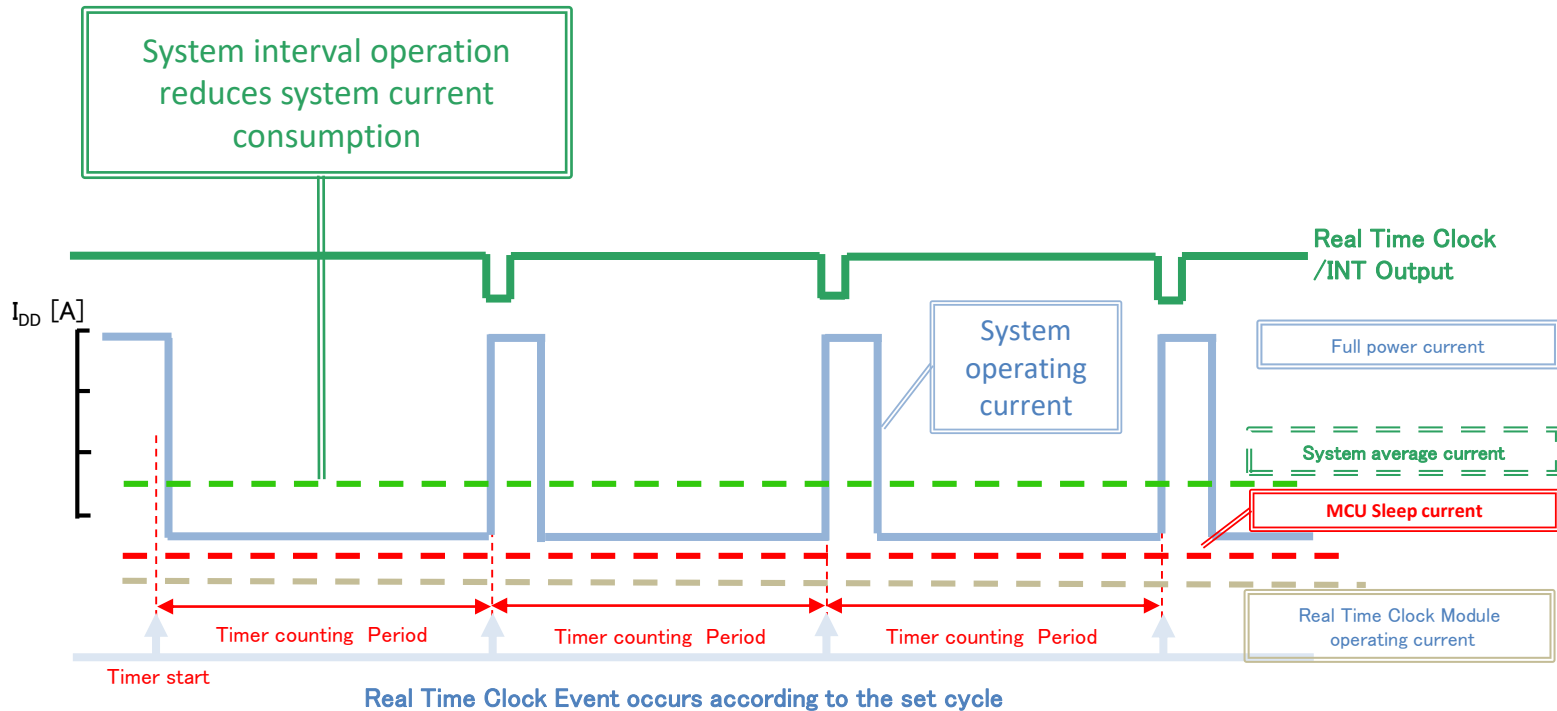 System interval operation
reduces system current
consumption
Real Time Clock
/INT Output
I_DD [A]
System
operating
current
Full power current
System average current
MCU Sleep current
Timer counting Period
Timer counting Period
Timer counting Period
Real Time Clock Module
operating current
Timer start
Real Time Clock Event occurs according to the set cycle